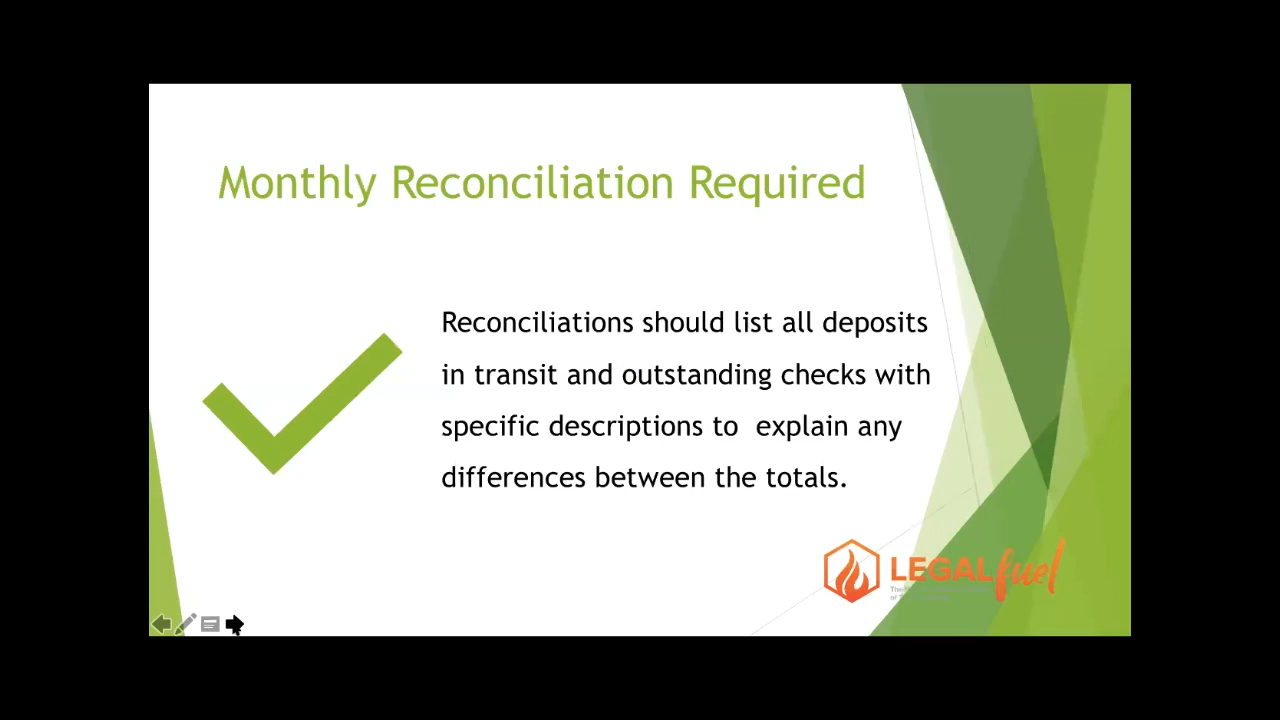 Monthly Reconciliation Required
Reconciliations should list all deposits
in transit and outstanding checks with
specific descriptions to  explain any
differences between the totals.
LEGALfuel